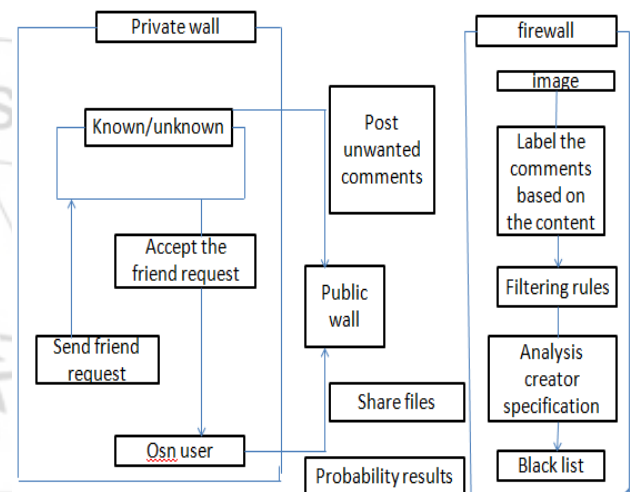 Private wall
firewall
image
Known/unknown
Post
unwanted
comments
Label the
comments
based on
the content
Accept the
friend request
Public
wall
Filtering rules
Send friend
request
Analysis
creator
specification
Share files
Osn user
Probability results
Black list